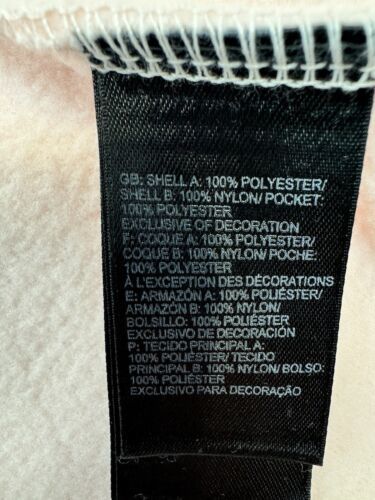 GB: SHELL A: 100% POLYESTER/
SHELL B: 100% NYLON/ POCKET:
100% POLYESTER
EXCLUSIVE OF DECORATION
F: COQUE A: 100% POLYESTER/
COQUE B: 100% NYLON/ POCHE:
100% POLYESTER
À L'EXCEPTION DES DÉCORATIONS
E: ARMAZÓN A: 100% POLIÉSTER/
ARMAZÓN B: 100% NYLON/
BOLSILLO: 100% POLIÉSTER
EXCLUSIVO DE DECORACIÓN
P: TECIDO PRINCIPAL A:
100% POLIÉSTER/ TECIDO
PRINCIPAL B: 100% NYLON/ BOLSO:
100% POLIÉSTER
EXCLUSIVO PARA DECORAÇÃO